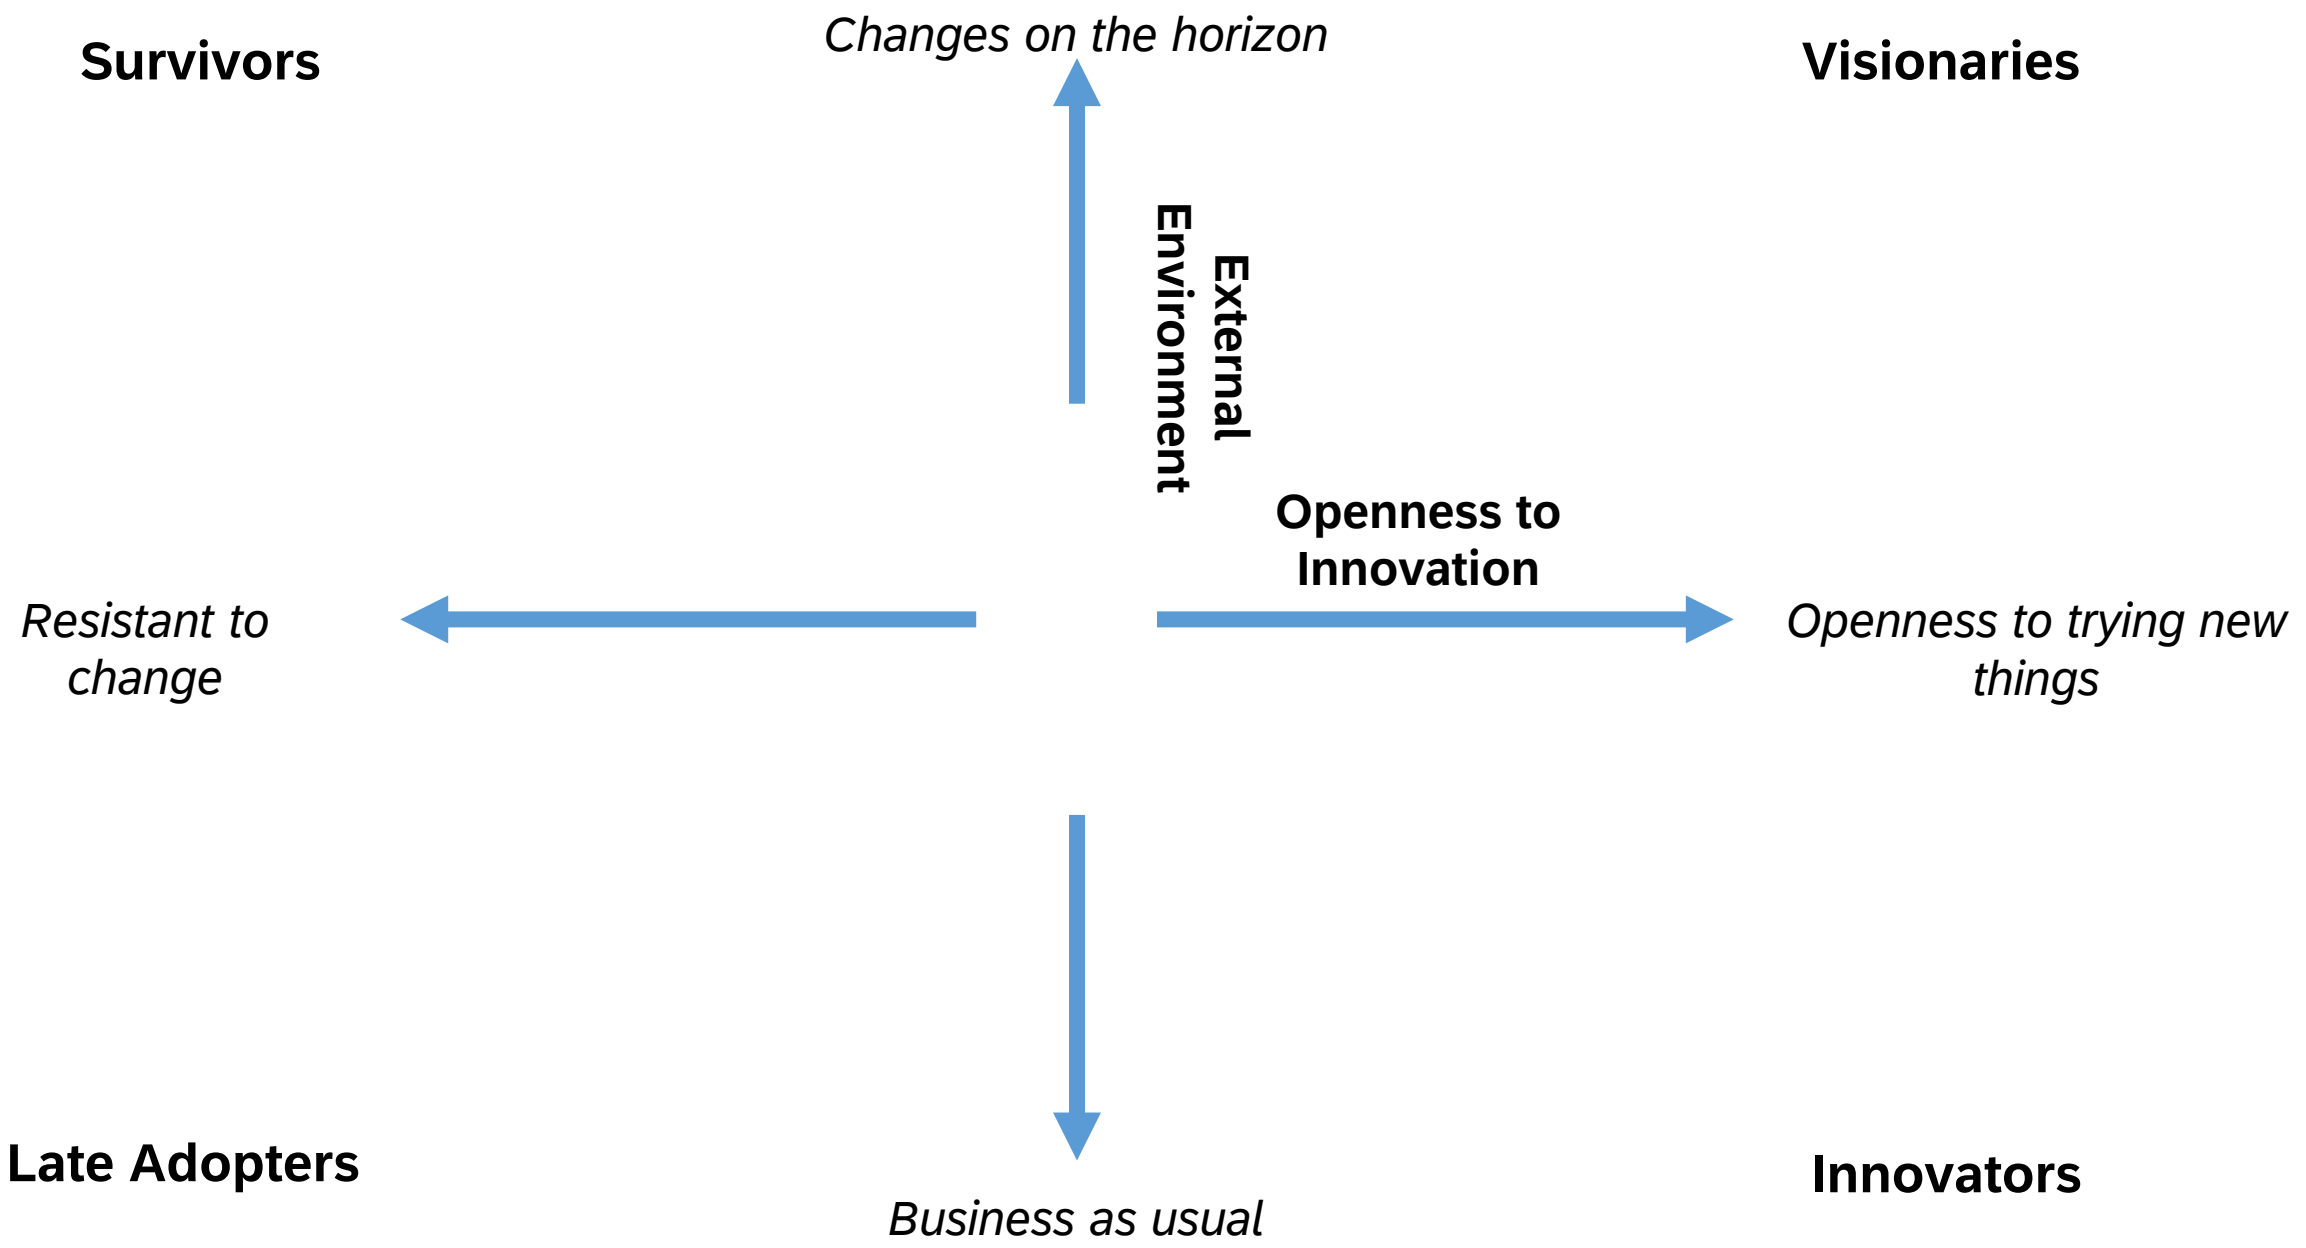 Survivors
Changes on the horizon
Visionaries
External
Environment
Openness to
Innovation
Resistant to
change
Openness to trying new
things
Late Adopters
Business as usual
Innovators